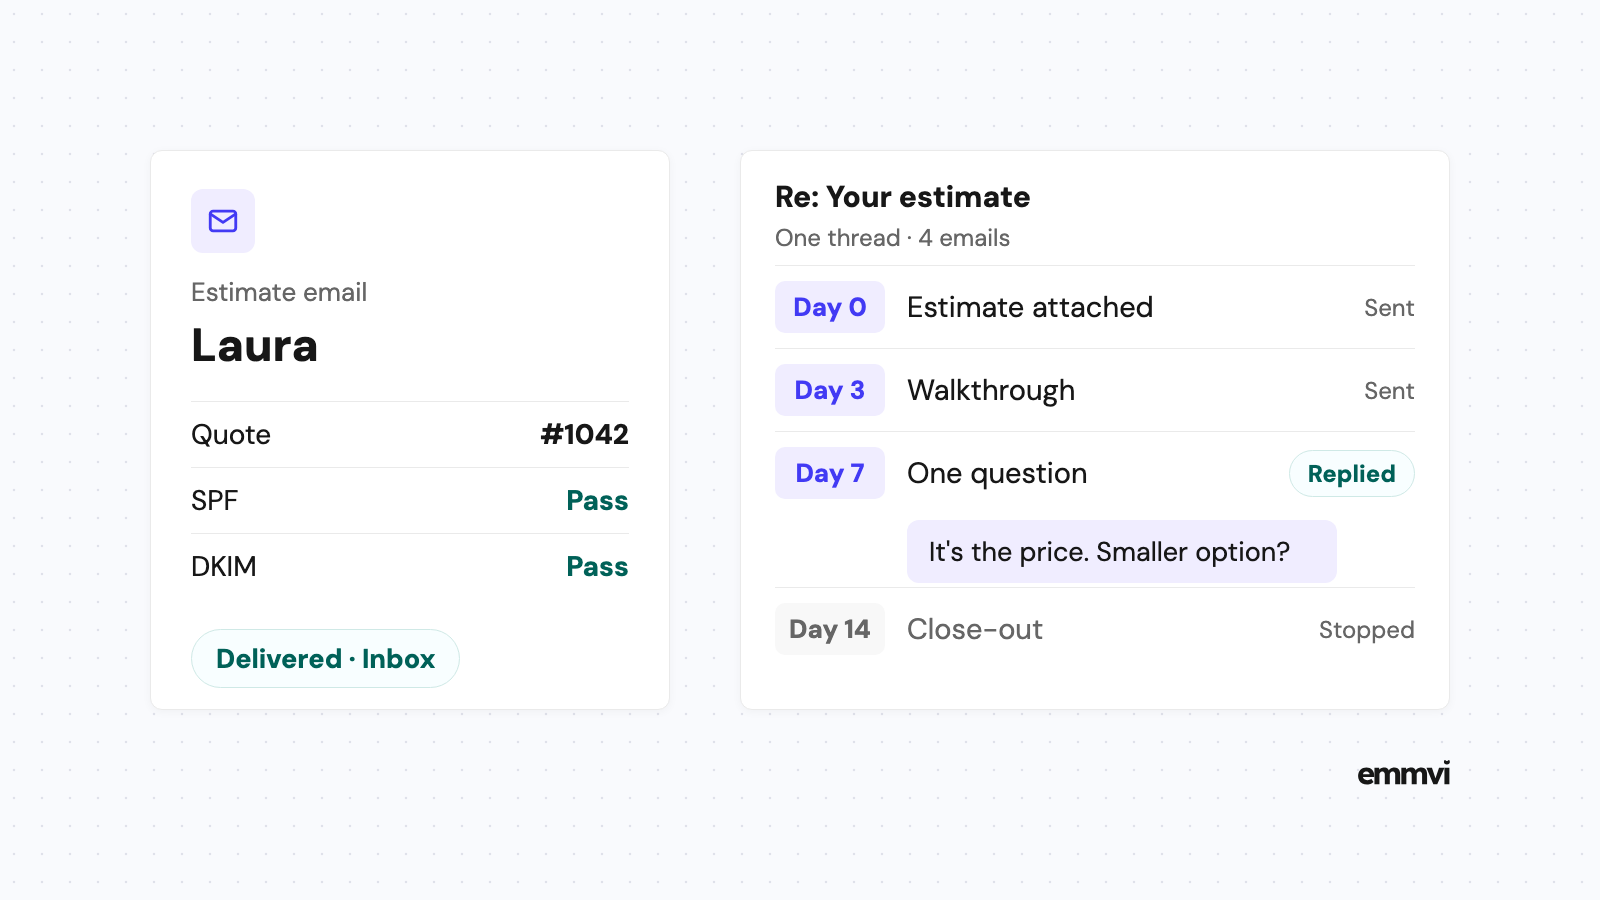 Estimate email
Laura
Quote #1042
SPF Pass
DKIM Pass
Delivered · Inbox
Re: Your estimate
One thread · 4 emails
Day 0 Estimate attached Sent
Day 3 Walkthrough Sent
Day 7 One question Replied
It's the price. Smaller option?
Day 14 Close-out Stopped
emmvi